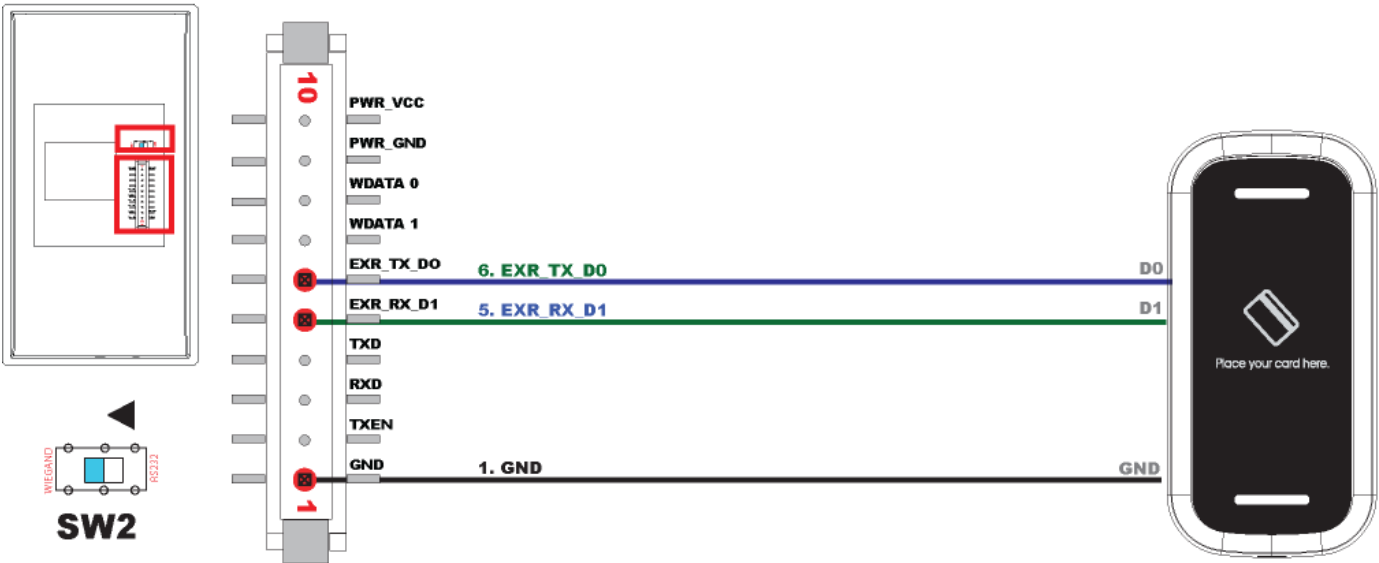 10
PWR_VCC
PWR_GND
WDATA 0
WDATA 1
EXR_TX_DO
6. EXR_TX_D0
D0
EXR_RX_D1
5. EXR_RX_D1
D1
TXD
RXD
TXEN
GND
1. GND
GND
1
Place your card here.
WIEGAND
RS232
SW2